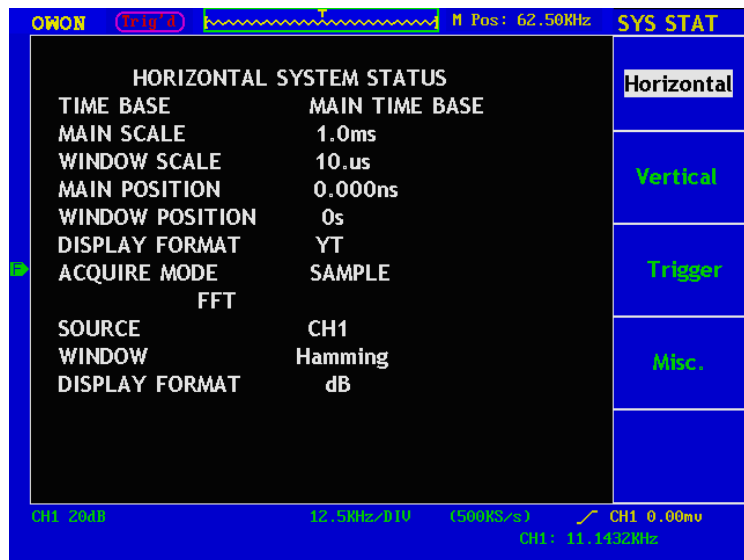 OWON Trig'd T M Pos: 62.50KHz SYS STAT
HORIZONTAL SYSTEM STATUS
TIME BASE MAIN TIME BASE
MAIN SCALE 1.0ms
WINDOW SCALE 10.us
MAIN POSITION 0.000ns
WINDOW POSITION 0s
DISPLAY FORMAT YT
ACQUIRE MODE SAMPLE
FFT
SOURCE CH1
WINDOW Hamming
DISPLAY FORMAT dB
Horizontal
Vertical
Trigger
Misc.
F
CH1 20dB 12.5KHz/DIV (500KS/s) CH1 0.00mv
CH1: 11.1432KHz